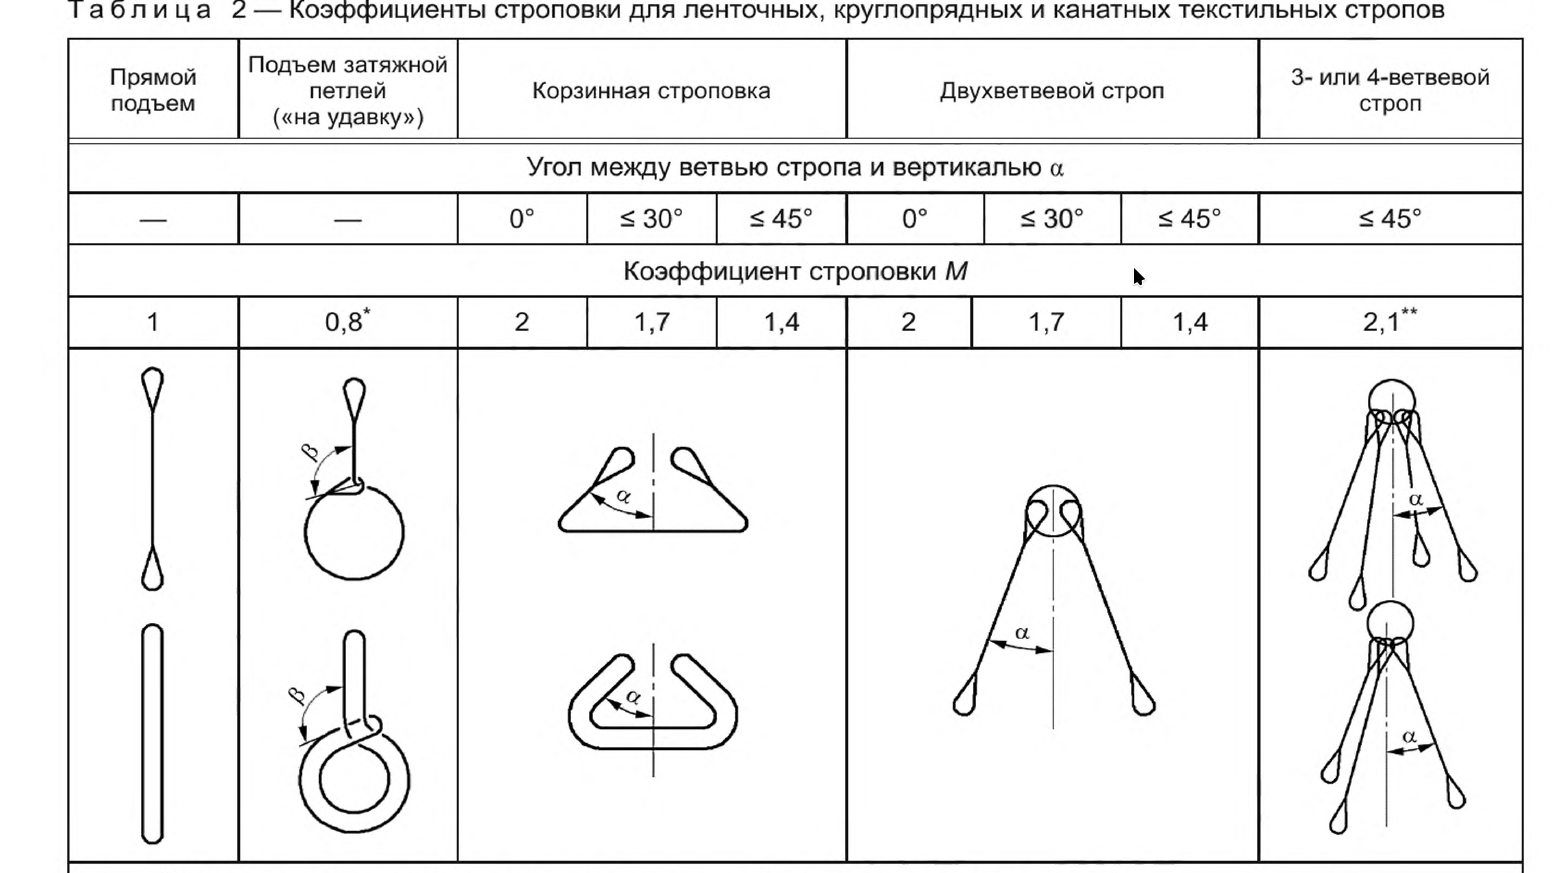 Таблица 2 — Коэффициенты строповки для ленточных, круглопрядных и канатных текстильных стропов
Прямой
подъем
Подъем затяжной
петлей
(«на удавку»)
Корзинная строповка
Двухветвевой строп
3- или 4-ветвевой
строп
Угол между ветвью стропа и вертикалью α
— — 0° ≤ 30° ≤ 45° 0° ≤ 30° ≤ 45° ≤ 45°
Коэффициент строповки M
1 0,8* 2 1,7 1,4 2 1,7 1,4 2,1**
β
α
α
α
β
α
α